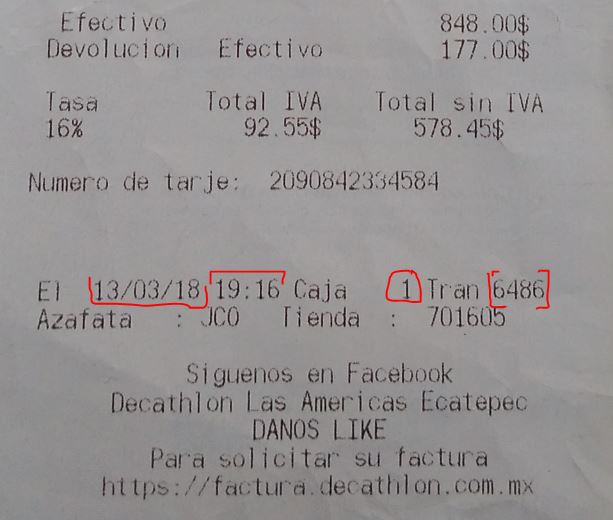 Efectivo 848.00$
Devolucion Efectivo 177.00$
Tasa Total IVA Total sin IVA
16% 92.55$ 578.45$
Numero de tarje: 2090842334584
El 13/03/18 19:16 Caja 1 Tran 6486
Azafata : JCO Tienda : 701605
Siguenos en Facebook
Decathlon Las Americas Ecatepec
DANOS LIKE
Para solicitar su factura
https://factura.decathlon.com.mx